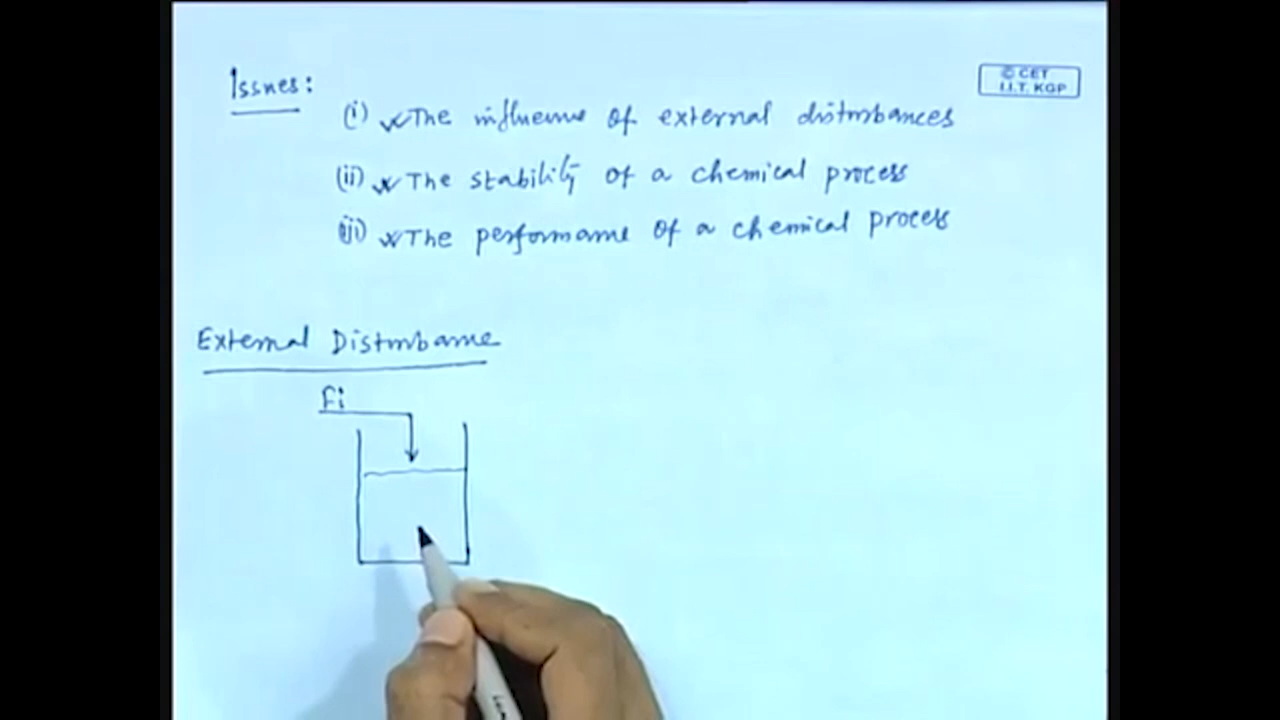 Issues:
© CET
I.I.T. KGP
(i) The influence of external disturbances
(ii) The stability of a chemical process
(iii) The performance of a chemical process
External Disturbance
Fi